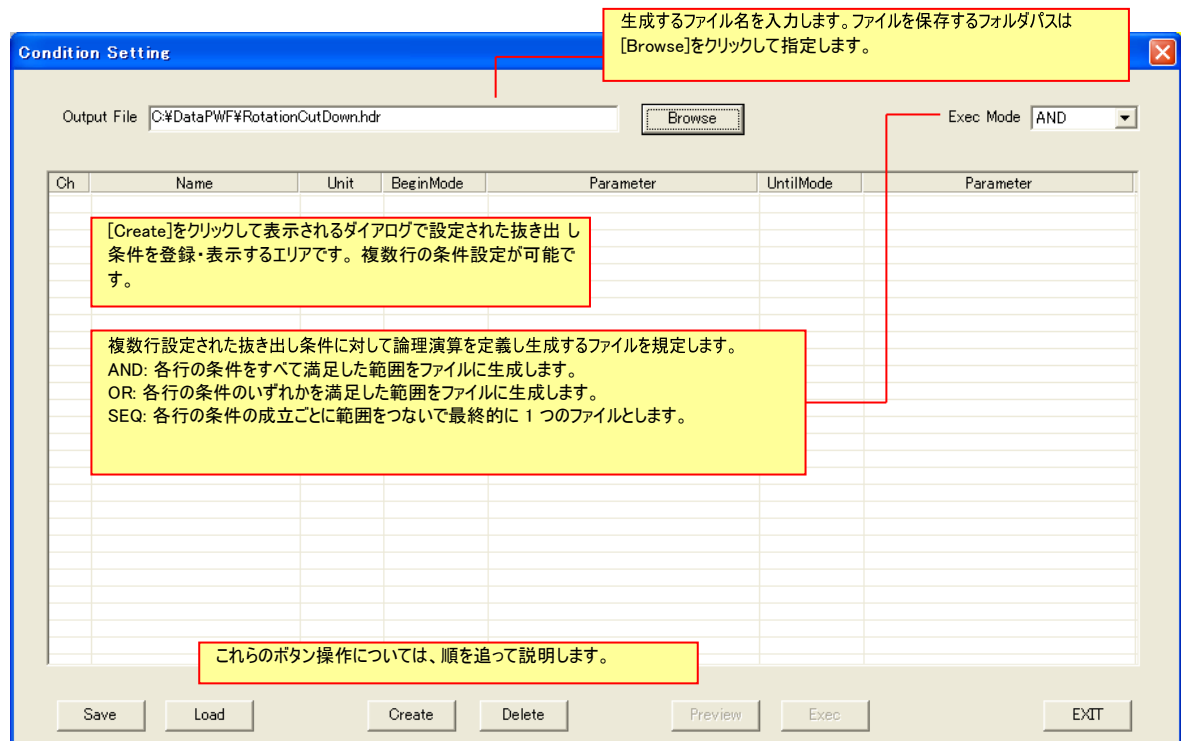 生成するファイル名を入力します。ファイルを保存するフォルダパスは
[Browse]をクリックして指定します。
Condition Setting
Output File C:¥DataPWF¥RotationCutDown.hdr Browse Exec Mode AND
Ch Name Unit BeginMode Parameter UntilMode Parameter
[Create]をクリックして表示されるダイアログで設定された抜き出 し
条件を登録・表示するエリアです。複数行の条件設定が可能で
す。
複数行設定された抜き出し条件に対して論理演算を定義し生成するファイルを規定します。
AND: 各行の条件をすべて満足した範囲をファイルに生成します。
OR: 各行の条件のいずれかを満足した範囲をファイルに生成します。
SEQ: 各行の条件の成立ごとに範囲をつないで最終的に 1 つのファイルとします。
これらのボタン操作については、順を追って説明します。
Save Load Create Delete Preview Exec EXIT